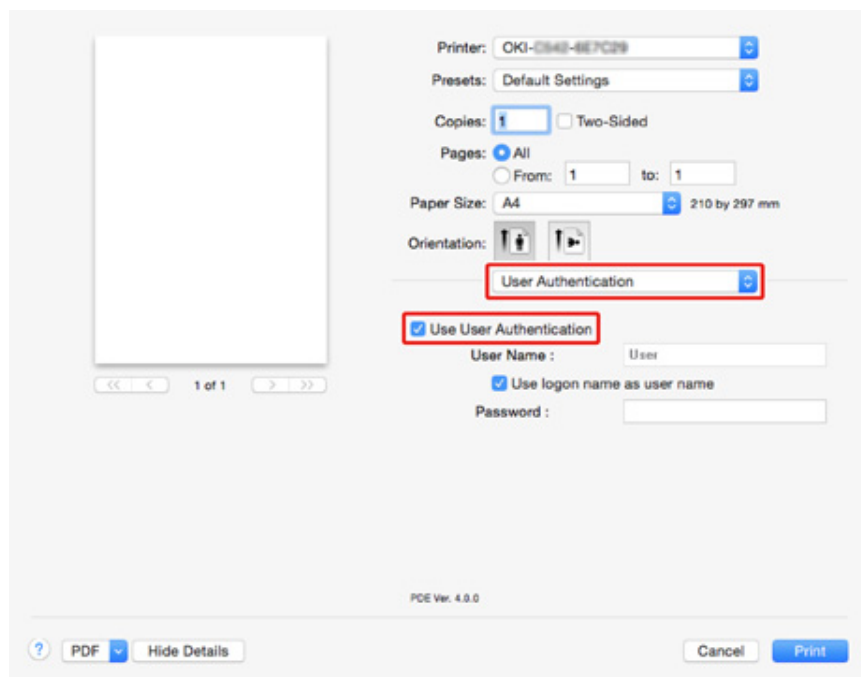 Printer: OKI-
Presets: Default Settings
Copies: 1 Two-Sided
Pages: All
From: 1 to: 1
Paper Size: A4 210 by 297 mm
Orientation:
User Authentication
Use User Authentication
User Name : User
Use logon name as user name
Password :
<< < 1 of 1 > >>
PDE Ver. 4.0.0
? PDF Hide Details Cancel Print